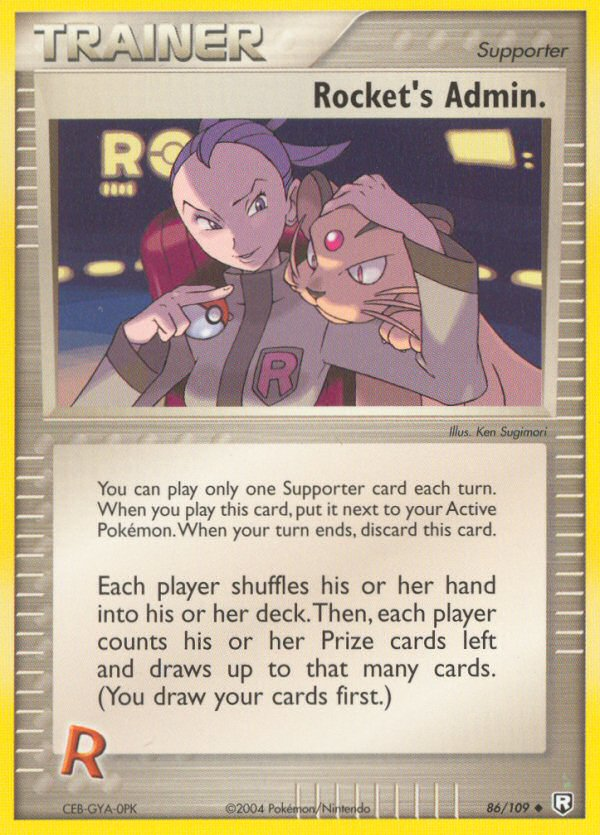 TRAINER
Supporter
Rocket's Admin.
RO
R
Illus. Ken Sugimori
You can play only one Supporter card each turn.
When you play this card, put it next to your Active
Pokémon. When your turn ends, discard this card.
Each player shuffles his or her hand
into his or her deck. Then, each player
counts his or her Prize cards left
and draws up to that many cards.
(You draw your cards first.)
R
CEB-GYA-0PK
©2004 Pokémon/Nintendo
86/109 ◆ R